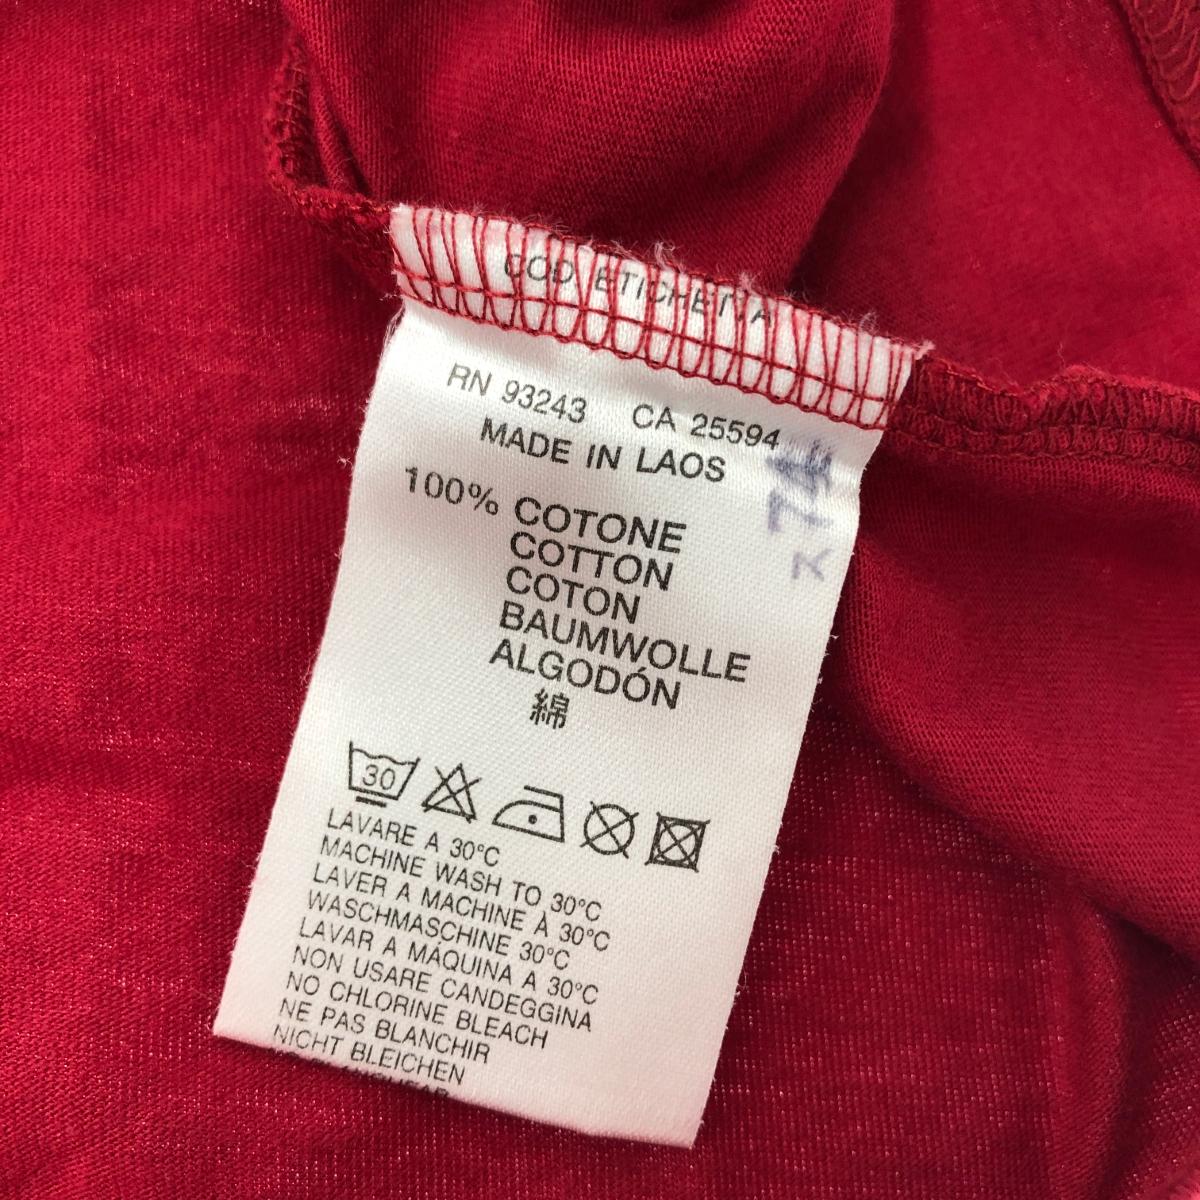 COD. ETICHETTA
RN 93243 CA 25594
MADE IN LAOS
100% COTONE
COTTON
COTON
BAUMWOLLE
ALGODÓN
綿
30
LAVARE A 30°C
MACHINE WASH TO 30°C
LAVER A MACHINE À 30°C
WASCHMASCHINE 30°C
LAVAR A MÁQUINA A 30°C
NON USARE CANDEGGINA
NO CHLORINE BLEACH
NE PAS BLANCHIR
NICHT BLEICHEN